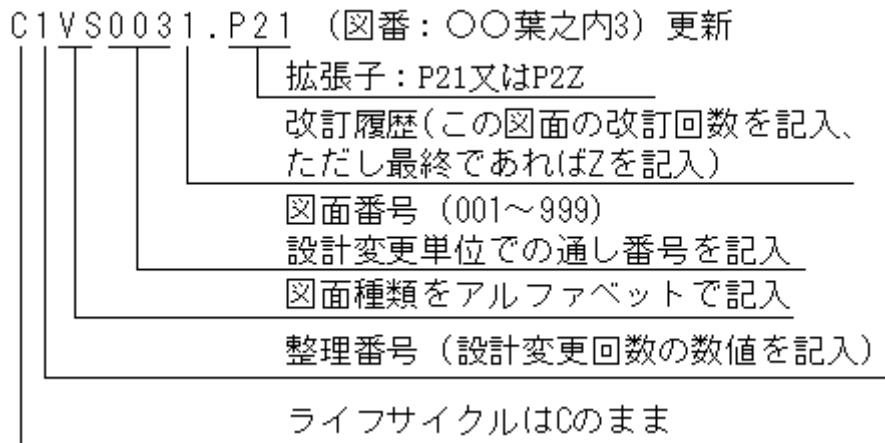 C1VS0031.P21 (図番:〇〇葉之内3) 更新
拡張子:P21又はP2Z
改訂履歴(この図面の改訂回数を記入、
ただし最終であればZを記入)
図面番号 (001～999)
設計変更単位での通し番号を記入
図面種類をアルファベットで記入
整理番号 (設計変更回数の数値を記入)
ライフサイクルはCのまま